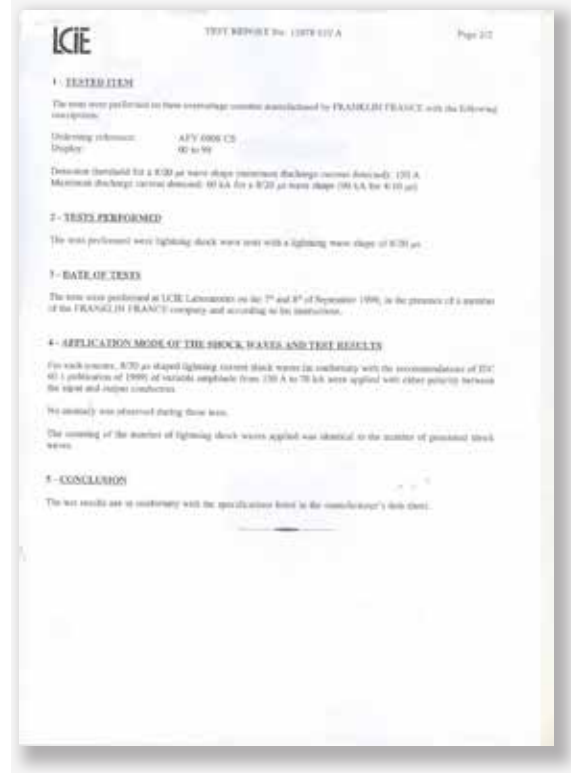 LCIE
TEST REPORT No. A
Page 2/2
1 - TESTED ITEM
The tests were performed on three overvoltage counters manufactured by FRANKLIN FRANCE with the following
inscription:
Ordering reference: AFV 0906 CS
Display: 00 to 99
Detection threshold for a 8/20 µs wave shape (minimum discharge current detected): 150 A
Maximum discharge current detected: 60 kA for a 8/20 µs wave shape ( kA for 4/10 µs)
2 - TESTS PERFORMED
The tests performed were lightning shock wave tests with a lightning wave shape of 8/20 µs.
3 - DATE OF TESTS
The tests were performed at LCIE Laboratories on the 7th and 8th of September 1999, in the presence of a member
of the FRANKLIN FRANCE company and according to his instructions.
4 - APPLICATION MODE OF THE SHOCK WAVES AND TEST RESULTS
For each counter, 8/20 µs shaped lightning current shock waves (in conformity with the recommendations of IEC
60.1 publication of 1989) of variable amplitude from 150 A to 70 kA were applied with either polarity between
the input and output conductors.
No anomaly was observed during these tests.
The counting of the number of lightning shock waves applied was identical to the number of generated shock
waves.
5 - CONCLUSION
The test results are in conformity with the specifications listed in the manufacturer's data sheet.